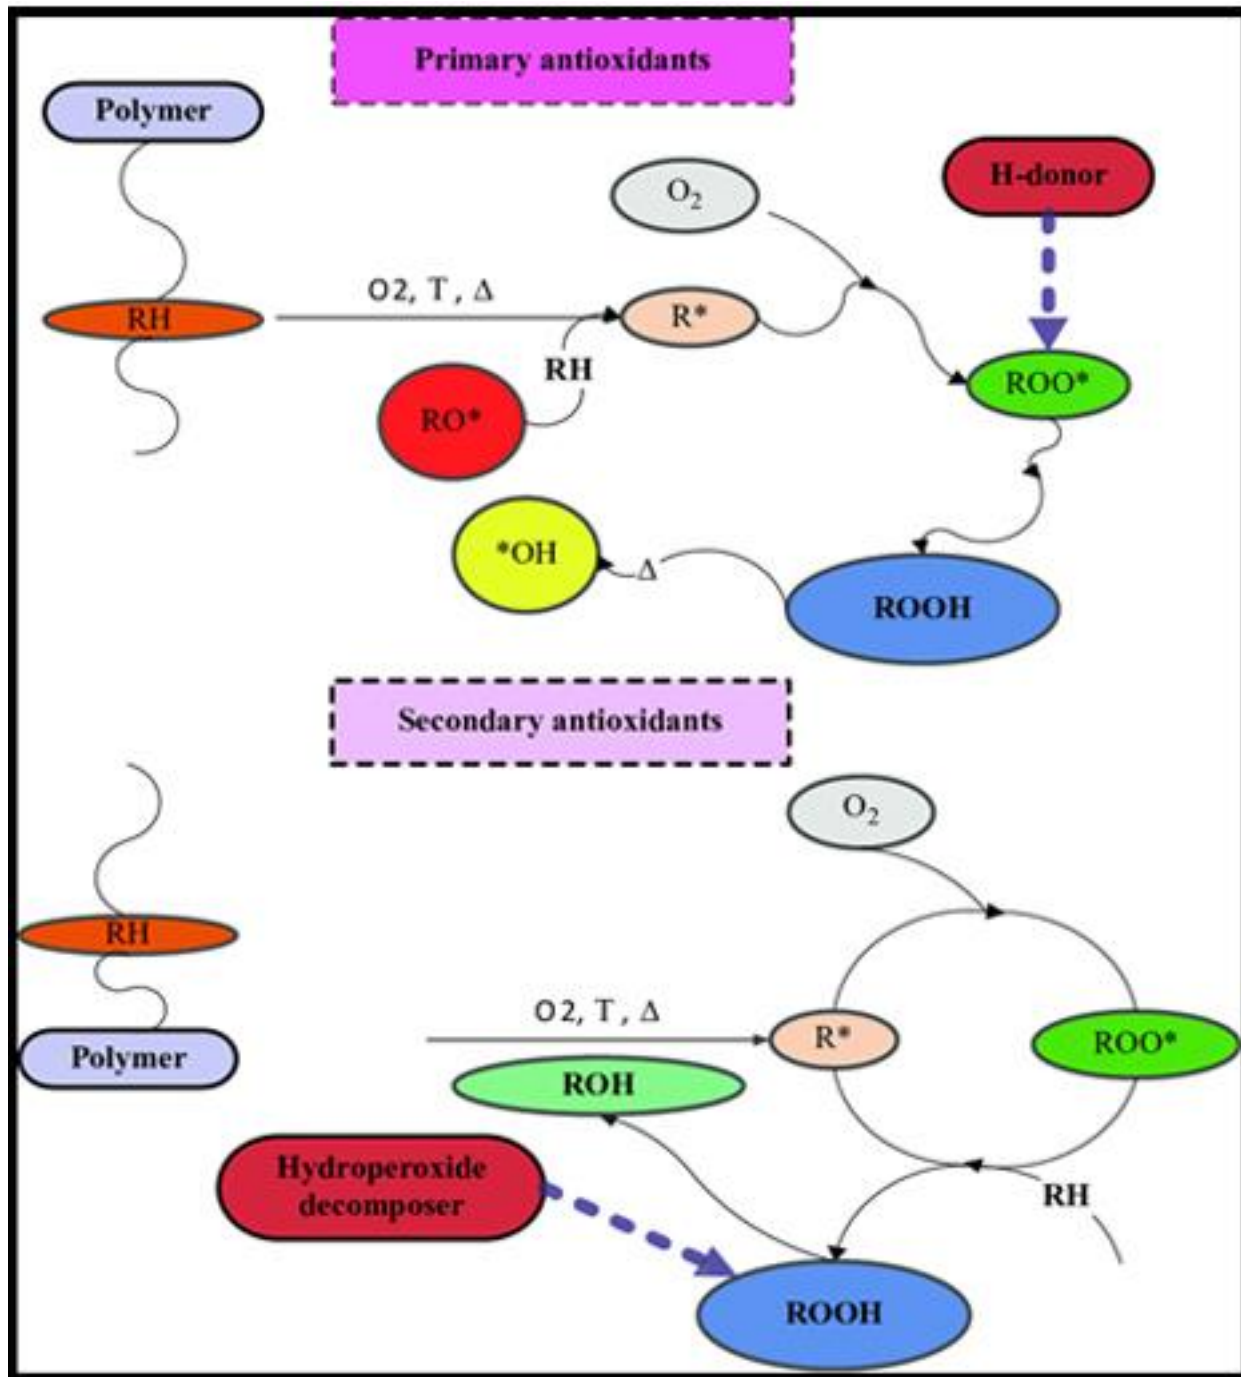 Primary antioxidants
Polymer
O₂
H-donor
RH
O2, T , Δ
R*
RH
ROO*
RO*
*OH
Δ
ROOH
Secondary antioxidants
O₂
RH
O2, T , Δ
R*
ROO*
Polymer
ROH
Hydroperoxide
decomposer
RH
ROOH